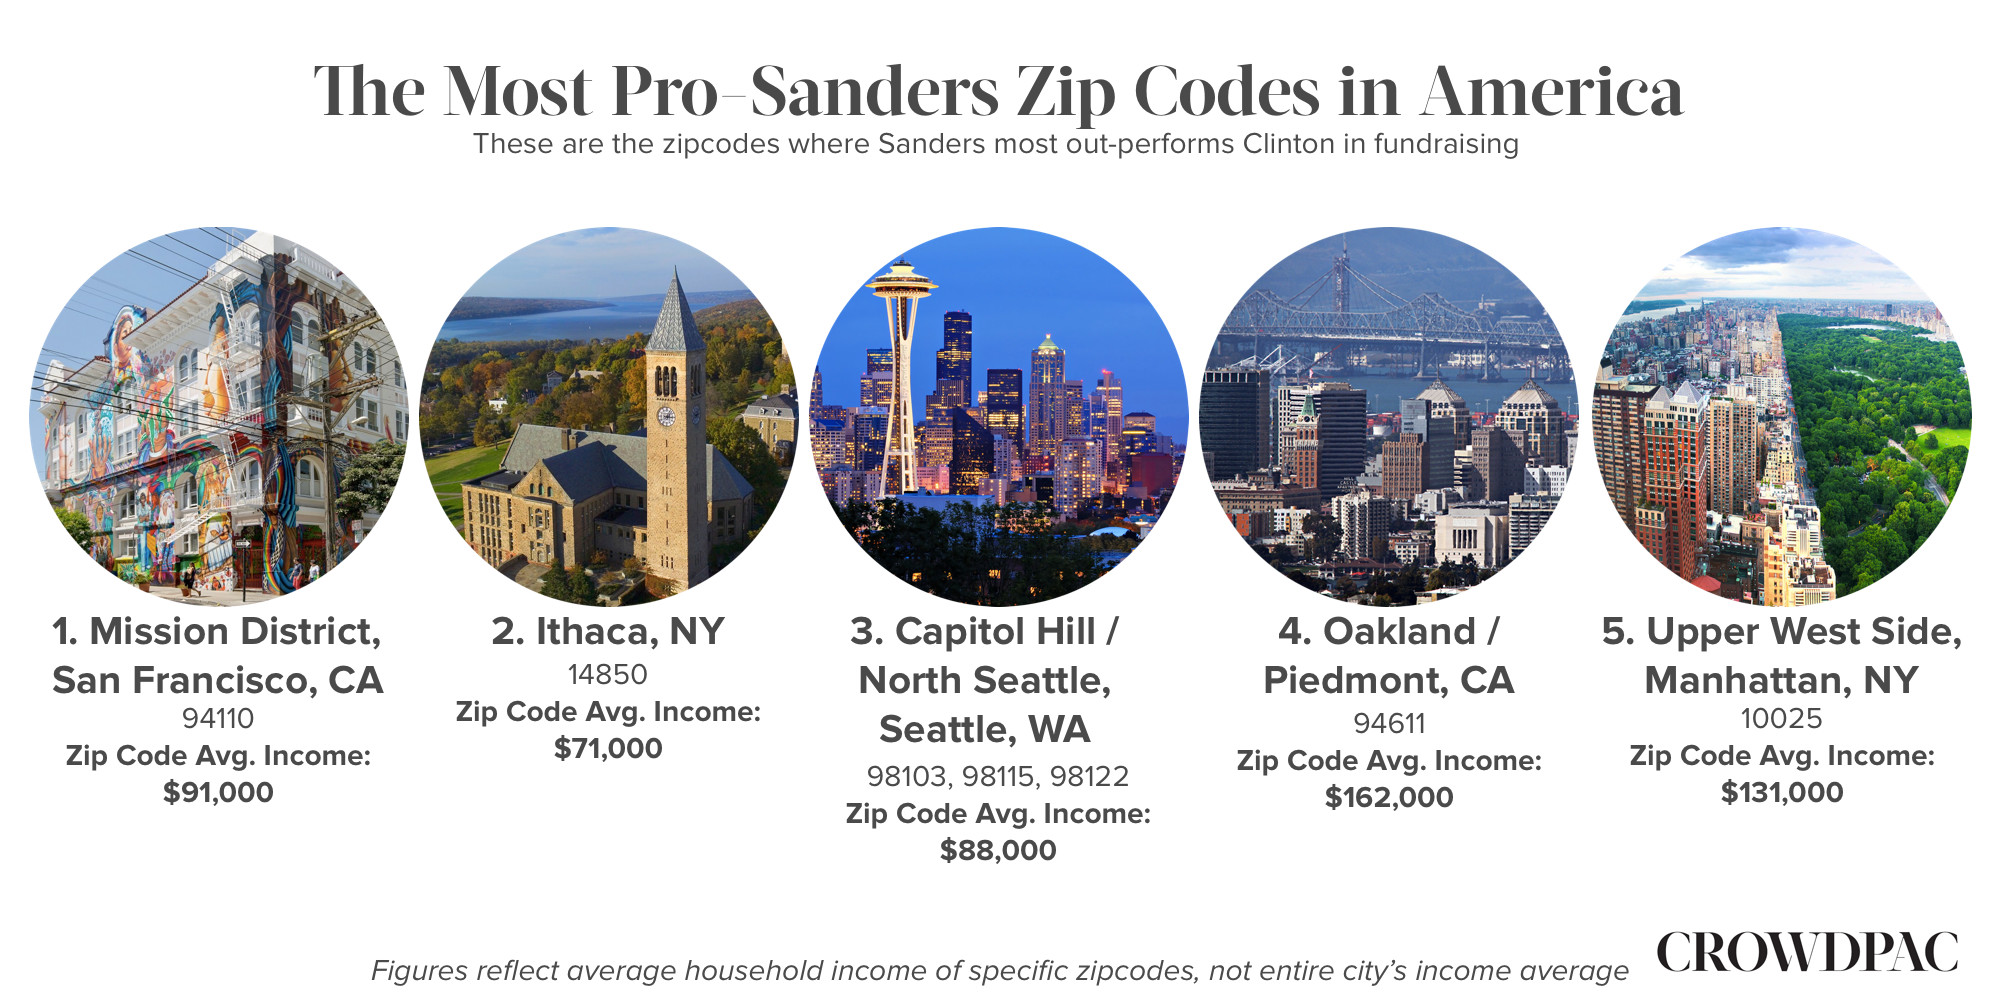 The Most Pro-Sanders Zip Codes in America
These are the zipcodes where Sanders most out-performs Clinton in fundraising
1. Mission District,
San Francisco, CA
94110
Zip Code Avg. Income:
$91,000
2. Ithaca, NY
14850
Zip Code Avg. Income:
$71,000
3. Capitol Hill /
North Seattle,
Seattle, WA
98103, 98115, 98122
Zip Code Avg. Income:
$88,000
4. Oakland /
Piedmont, CA
94611
Zip Code Avg. Income:
$162,000
5. Upper West Side,
Manhattan, NY
10025
Zip Code Avg. Income:
$131,000
Figures reflect average household income of specific zipcodes, not entire city's income average
CROWDPAC